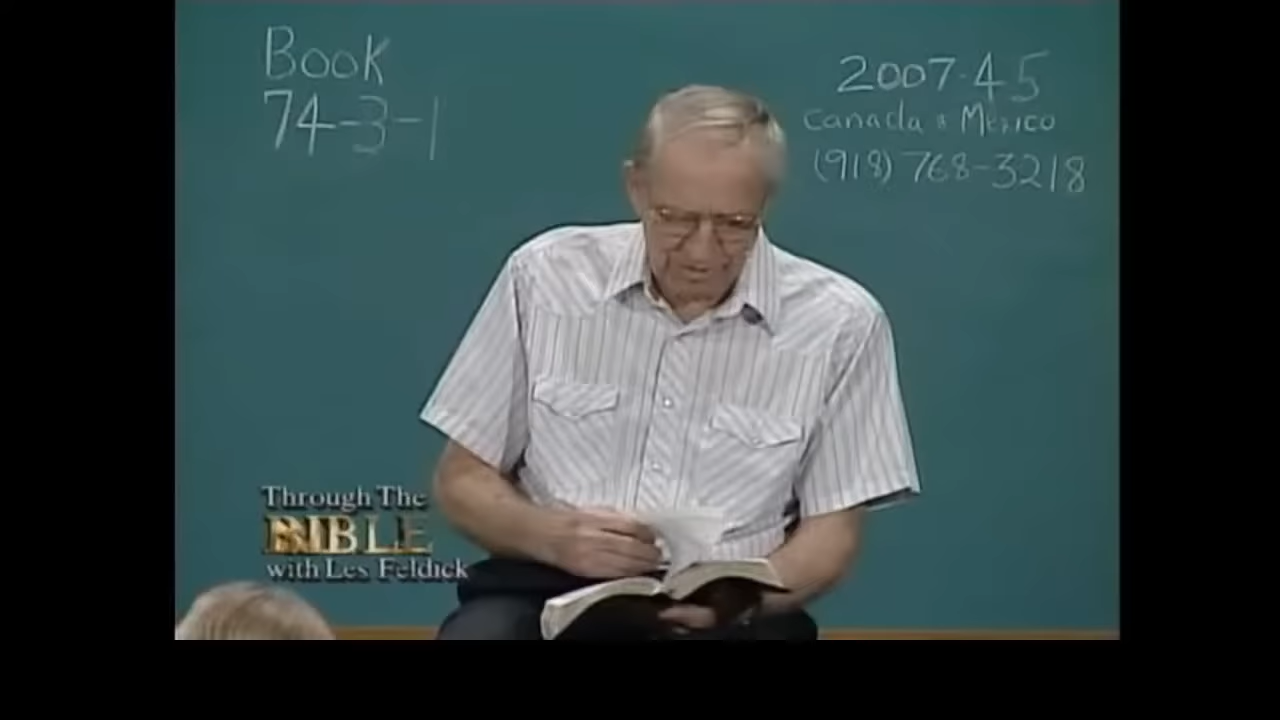 Book
74-3-1
2007-45
Canada & Mexico
(918) 768-3218
Through The
BIBLE
with Les Feldick